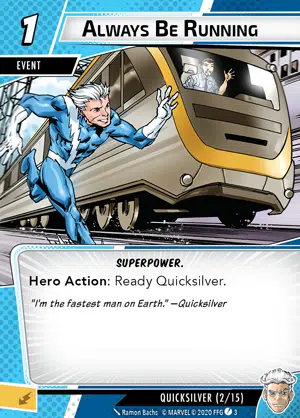 1
ALWAYS BE RUNNING
EVENT
SUPERPOWER.
Hero Action: Ready Quicksilver.
"I'm the fastest man on Earth." —Quicksilver
QUICKSILVER (2/15)
Ramon Bachs © MARVEL © 2020 FFG 3